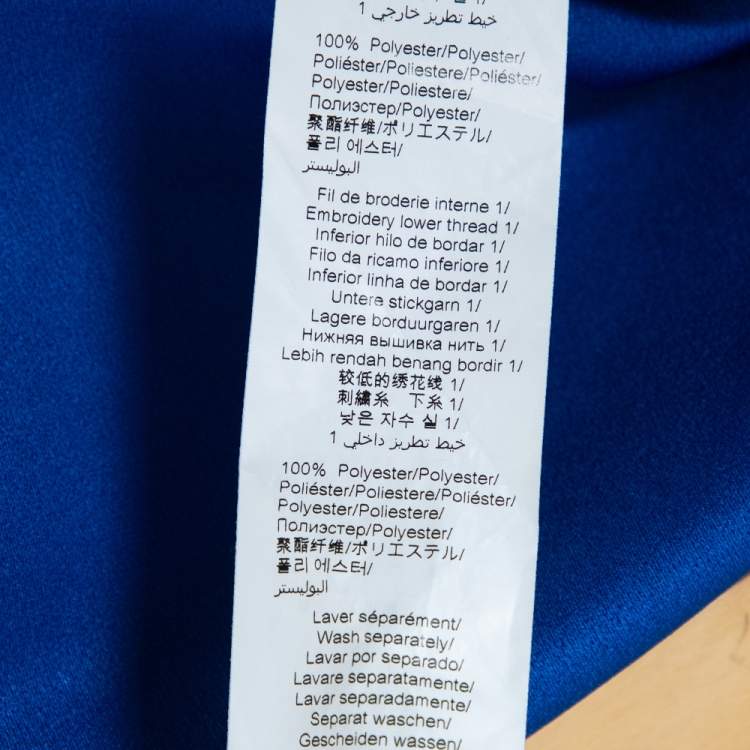 خيط تطريز خارجي 1
100% Polyester/Polyester/
Poliéster/Poliestere/Poliéster/
Polyester/Poliestere/
Полиэстер/Polyester/
聚酯纤维/ポリエステル/
폴리 에스터/
البوليستر
Fil de broderie interne 1/
Embroidery lower thread 1/
Inferior hilo de bordar 1/
Filo da ricamo inferiore 1/
Inferior linha de bordar 1/
Untere stickgarn 1/
Lagere borduurgaren 1/
Нижняя вышивка нить 1/
Lebih rendah benang bordir 1/
较低的绣花线 1/
刺繍糸　下糸 1/
낮은 자수 실 1/
خيط تطريز داخلي 1
100% Polyester/Polyester/
Poliéster/Poliestere/Poliéster/
Polyester/Poliestere/
Полиэстер/Polyester/
聚酯纤维/ポリエステル/
폴리 에스터/
البوليستر
Laver séparément/
Wash separately/
Lavar por separado/
Lavare separatamente/
Lavar separadamente/
Separat waschen/
Gescheiden wassen/